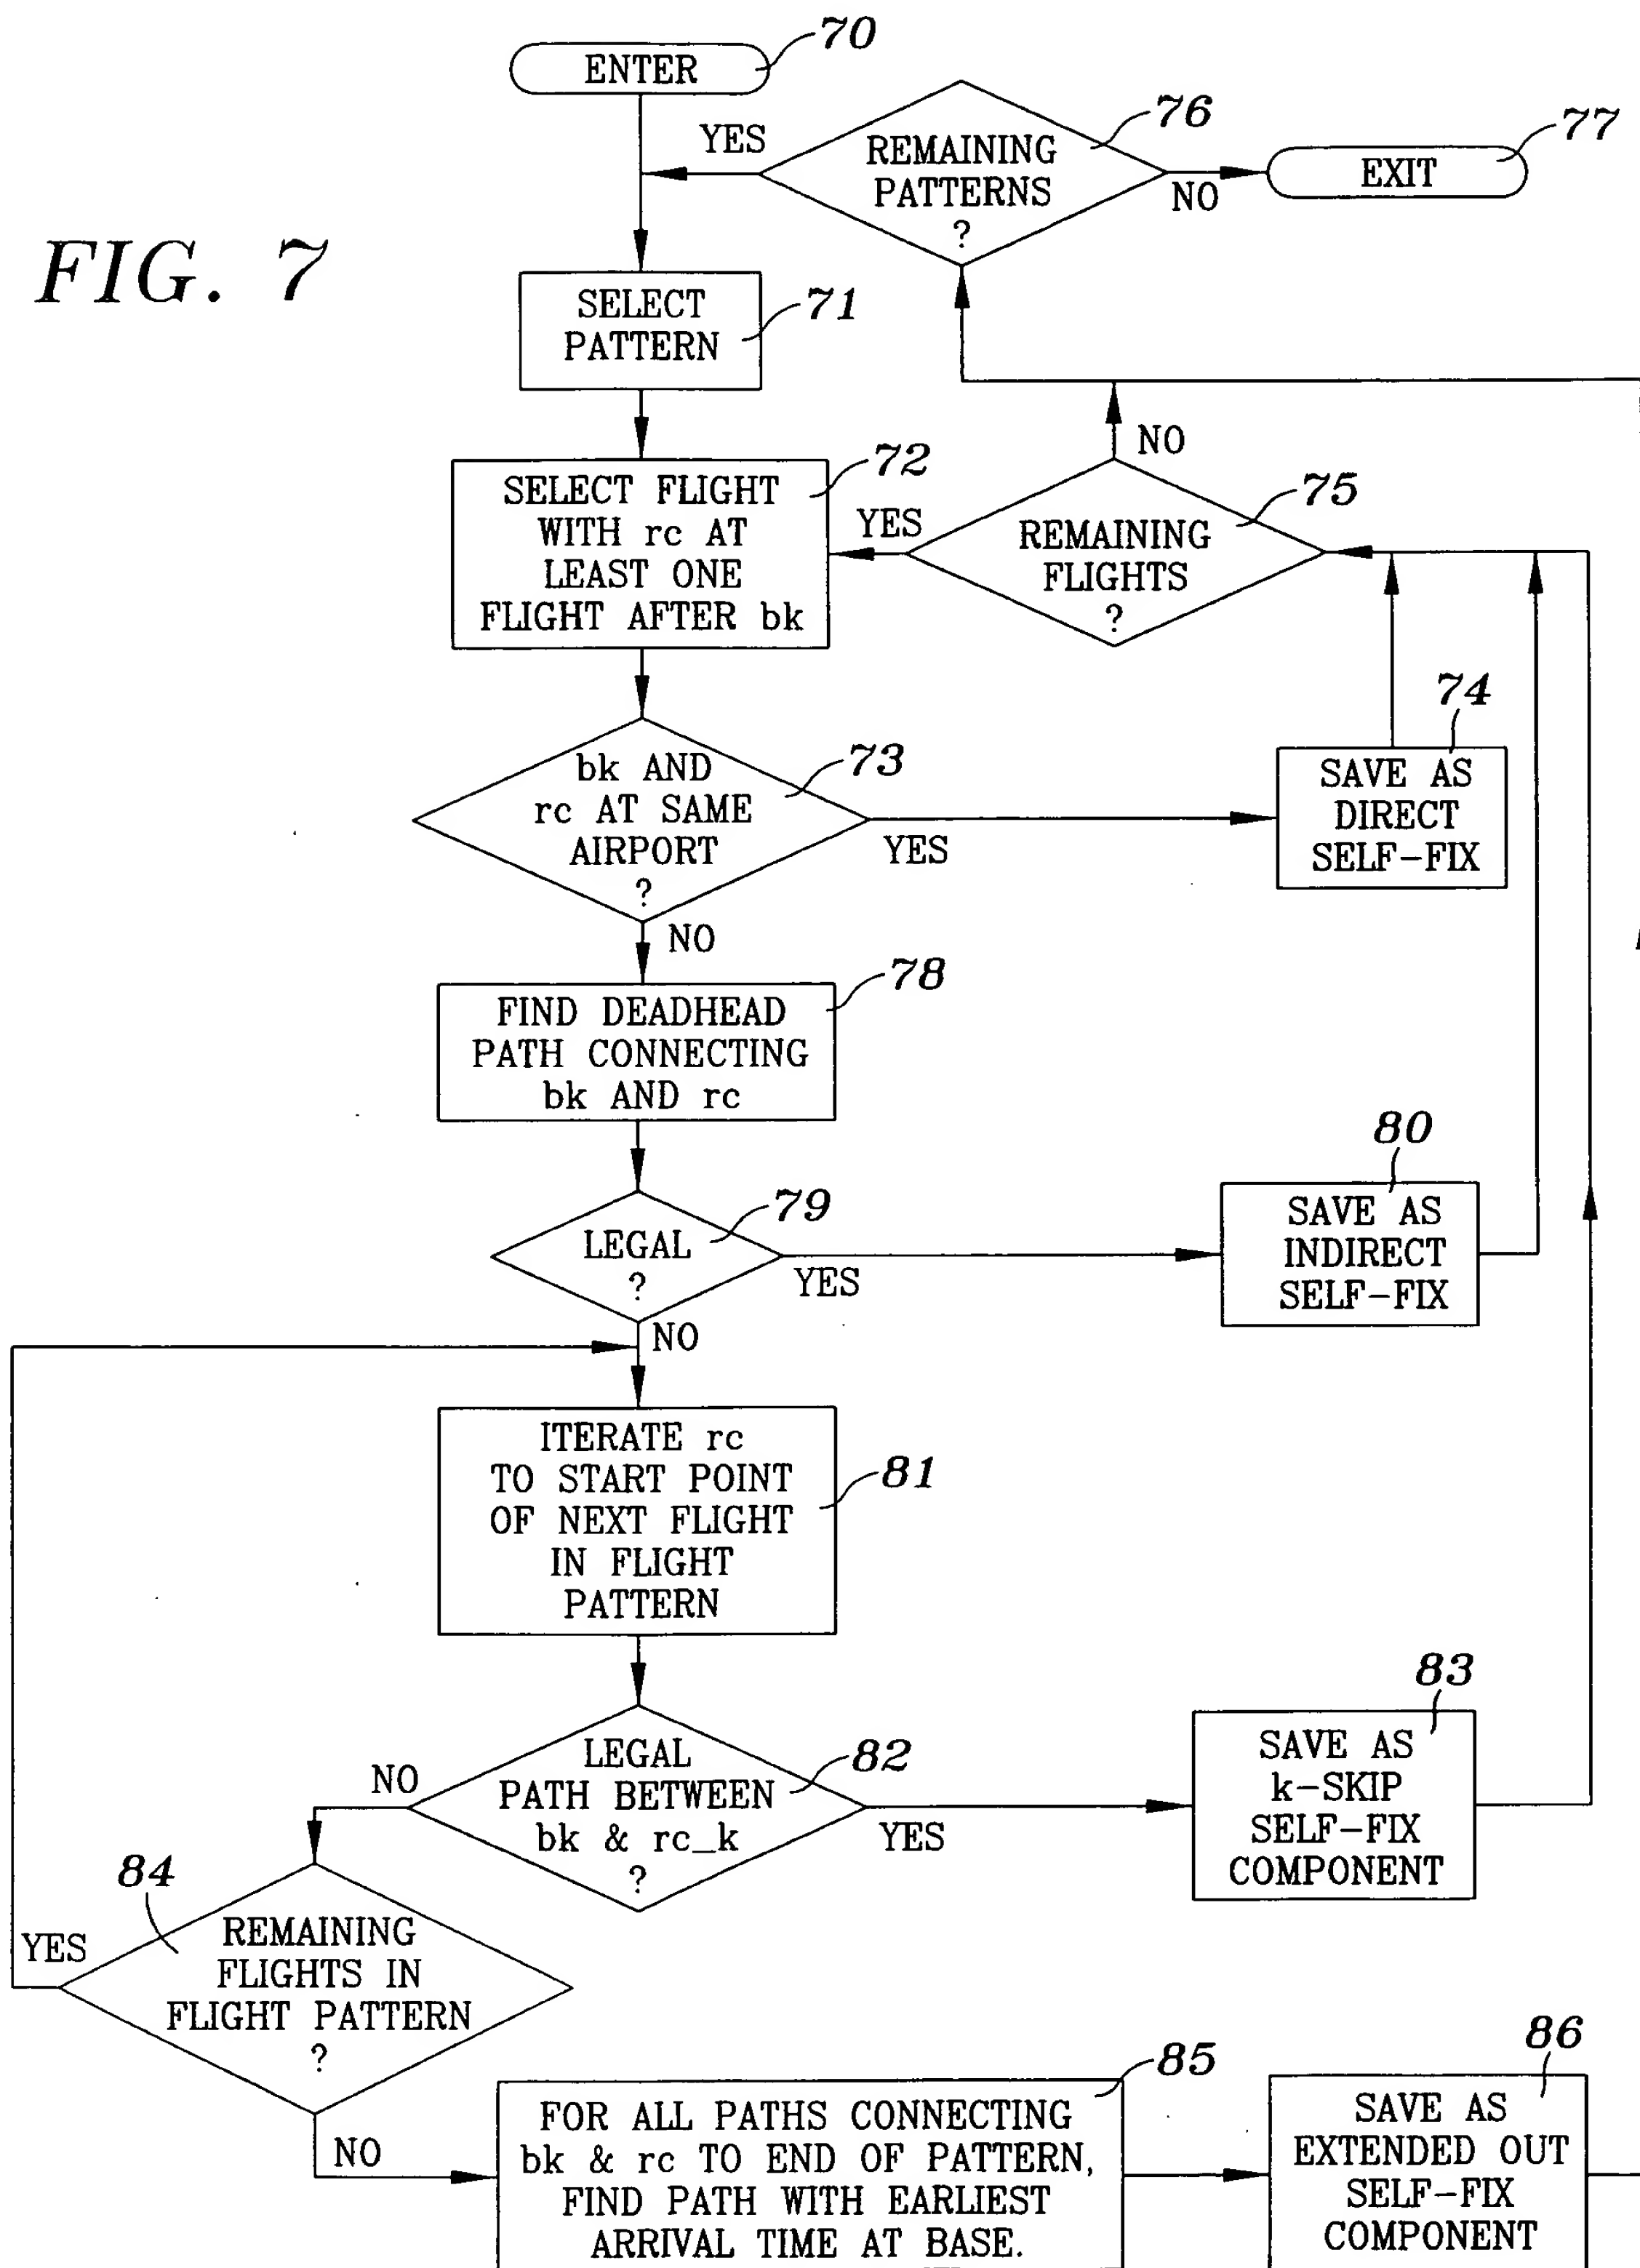 70
ENTER
76
77
YES
REMAINING
PATTERNS
?
NO
EXIT
FIG. 7
SELECT
PATTERN
71
NO
72
SELECT FLIGHT
WITH rc AT
LEAST ONE
FLIGHT AFTER bk
YES
75
REMAINING
FLIGHTS
?
74
bk AND
rc AT SAME
AIRPORT
?
73
YES
SAVE AS
DIRECT
SELF-FIX
NO
78
FIND DEADHEAD
PATH CONNECTING
bk AND rc
80
79
LEGAL
?
YES
SAVE AS
INDIRECT
SELF-FIX
NO
ITERATE rc
TO START POINT
OF NEXT FLIGHT
IN FLIGHT
PATTERN
81
83
NO
LEGAL
PATH BETWEEN
bk & rc_k
?
82
YES
SAVE AS
k-SKIP
SELF-FIX
COMPONENT
84
YES
REMAINING
FLIGHTS IN
FLIGHT PATTERN
?
86
85
NO
FOR ALL PATHS CONNECTING
bk & rc TO END OF PATTERN,
FIND PATH WITH EARLIEST
ARRIVAL TIME AT BASE.
SAVE AS
EXTENDED OUT
SELF-FIX
COMPONENT